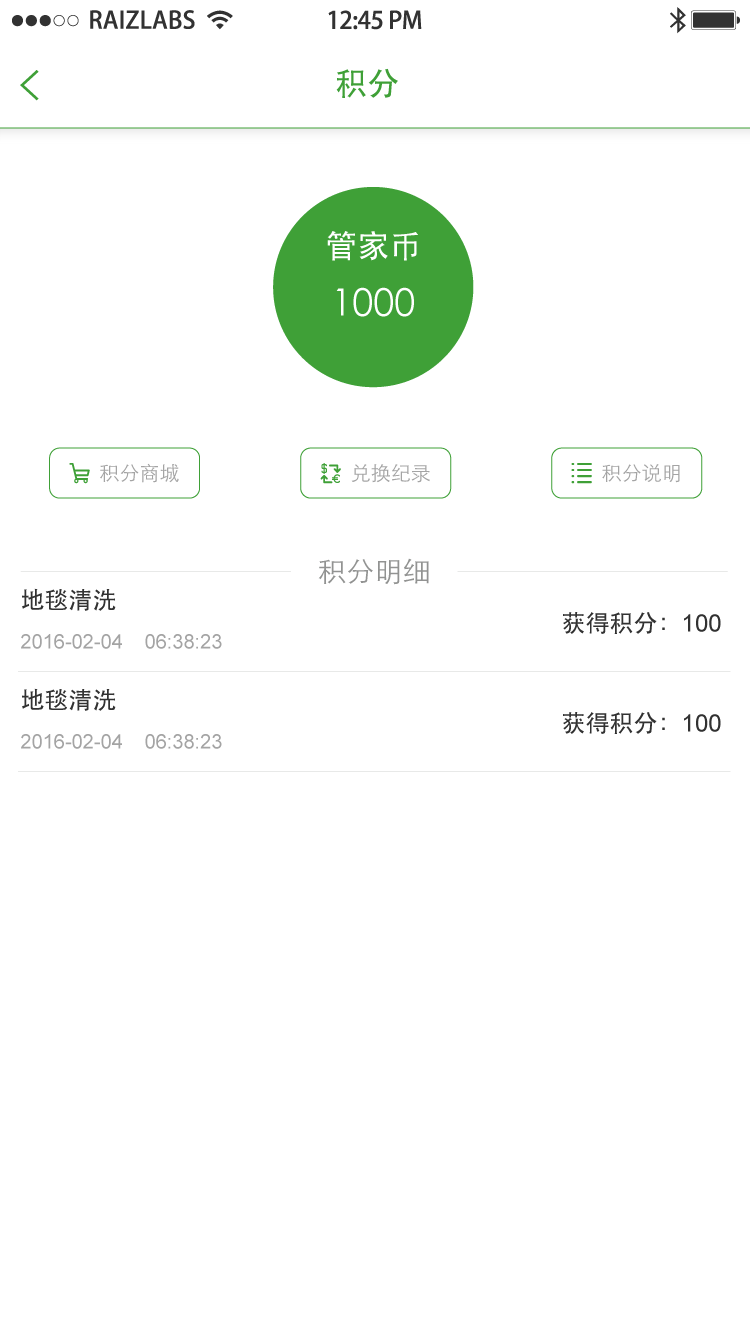 RAIZLABS 12:45 PM
积分
管家币
1000
积分商城 兑换纪录 积分说明
积分明细
地毯清洗
获得积分：100
2016-02-04 06:38:23
地毯清洗
获得积分：100
2016-02-04 06:38:23